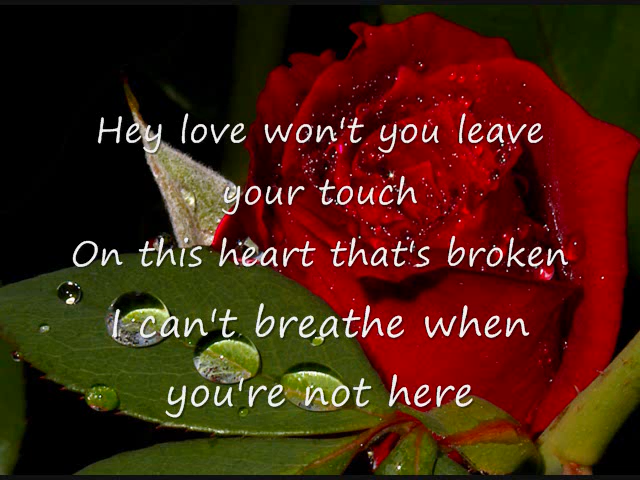 Hey love won't you leave
your touch
On this heart that's broken
I can't breathe when
you're not here